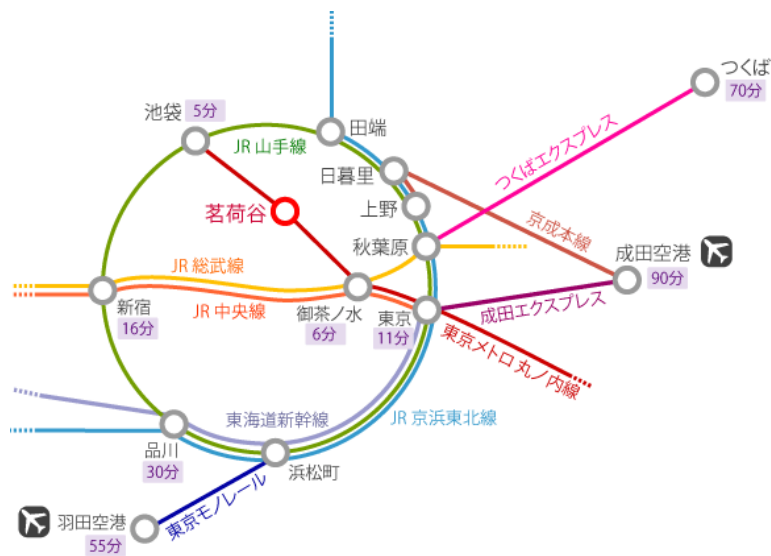 つくば
70分
池袋
5分
田端
JR 山手線
日暮里
つくばエクスプレス
上野
茗荷谷
秋葉原
京成本線
成田空港
90分
JR 総武線
新宿
16分
JR 中央線
御茶ノ水
6分
東京
11分
成田エクスプレス
東京メトロ 丸ノ内線
東海道新幹線
JR 京浜東北線
品川
30分
浜松町
東京モノレール
羽田空港
55分